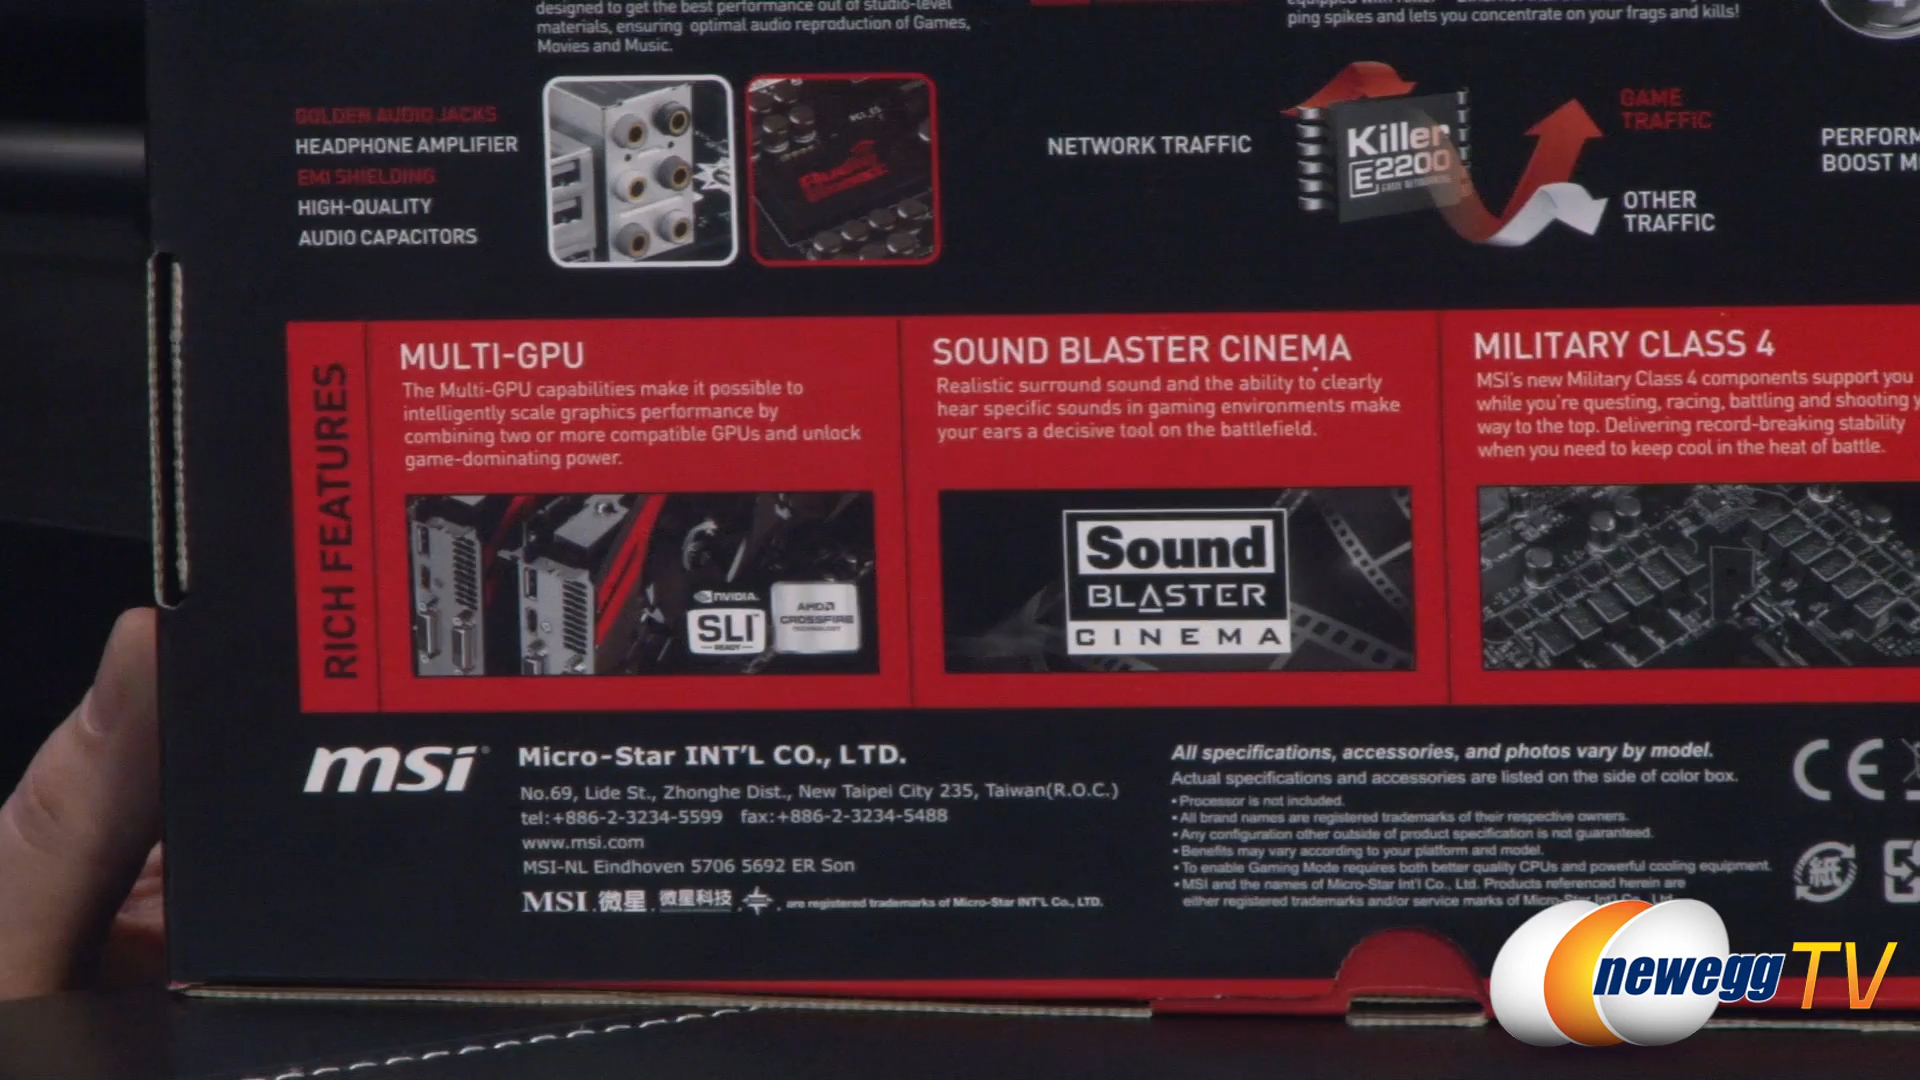 designed to get the best performance out of studio-level
materials, ensuring optimal audio reproduction of Games,
Movies and Music.
ping spikes and lets you concentrate on your frags and kills!
GOLDEN AUDIO JACKS
HEADPHONE AMPLIFIER
EMI SHIELDING
HIGH-QUALITY
AUDIO CAPACITORS
NETWORK TRAFFIC
Killer
E2200
GAME
TRAFFIC
OTHER
TRAFFIC
PERFORM
BOOST M
RICH FEATURES
MULTI-GPU
The Multi-GPU capabilities make it possible to
intelligently scale graphics performance by
combining two or more compatible GPUs and unlock
game-dominating power.
NVIDIA.
SLI
READY
AMD
CROSSFIRE
TECHNOLOGY
SOUND BLASTER CINEMA
Realistic surround sound and the ability to clearly
hear specific sounds in gaming environments make
your ears a decisive tool on the battlefield.
Sound
BLASTER
CINEMA
MILITARY CLASS 4
MSI's new Military Class 4 components support you
while you're questing, racing, battling and shooting y
way to the top. Delivering record-breaking stability
when you need to keep cool in the heat of battle.
msi
Micro-Star INT'L CO., LTD.
No.69, Lide St., Zhonghe Dist., New Taipei City 235, Taiwan(R.O.C.)
tel:+886-2-3234-5599 fax:+886-2-3234-5488
www.msi.com
MSI-NL Eindhoven 5706 5692 ER Son
MSI, 微星, 微星科技, are registered trademarks of Micro-Star INT'L Co., LTD.
All specifications, accessories, and photos vary by model.
Actual specifications and accessories are listed on the side of color box.
• Processor is not included.
• All brand names are registered trademarks of their respective owners.
• Any configuration other outside of product specification is not guaranteed.
• Benefits may vary according to your platform and model.
• To enable Gaming Mode requires both better quality CPUs and powerful cooling equipment.
• MSI and the names of Micro-Star Int'l Co., Ltd. Products referenced herein are
either registered trademarks and/or service marks of Micro-Star Int'l Co., Ltd.
CE
紙
newegg TV